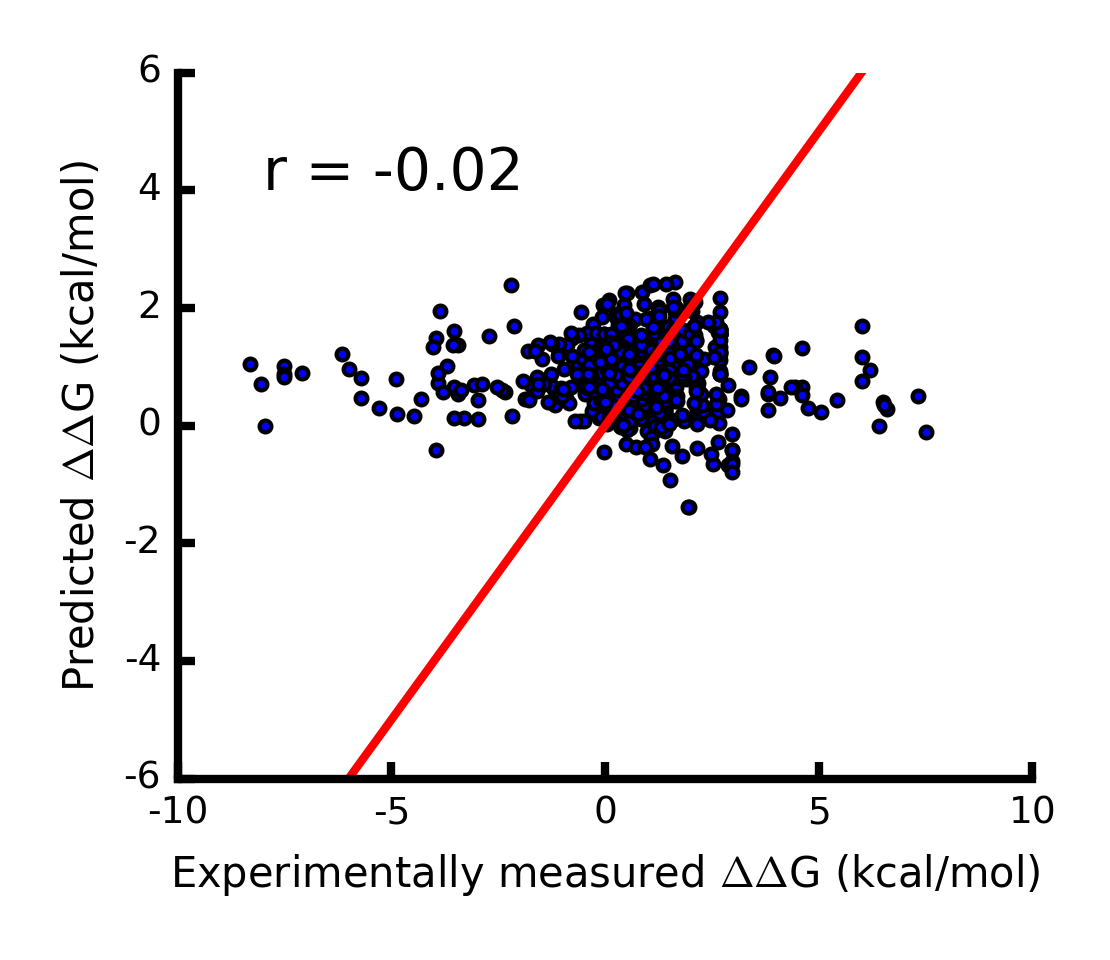 6
4
2
0
-2
-4
-6
r = -0.02
Predicted ΔΔG (kcal/mol)
-10 -5 0 5 10
Experimentally measured ΔΔG (kcal/mol)